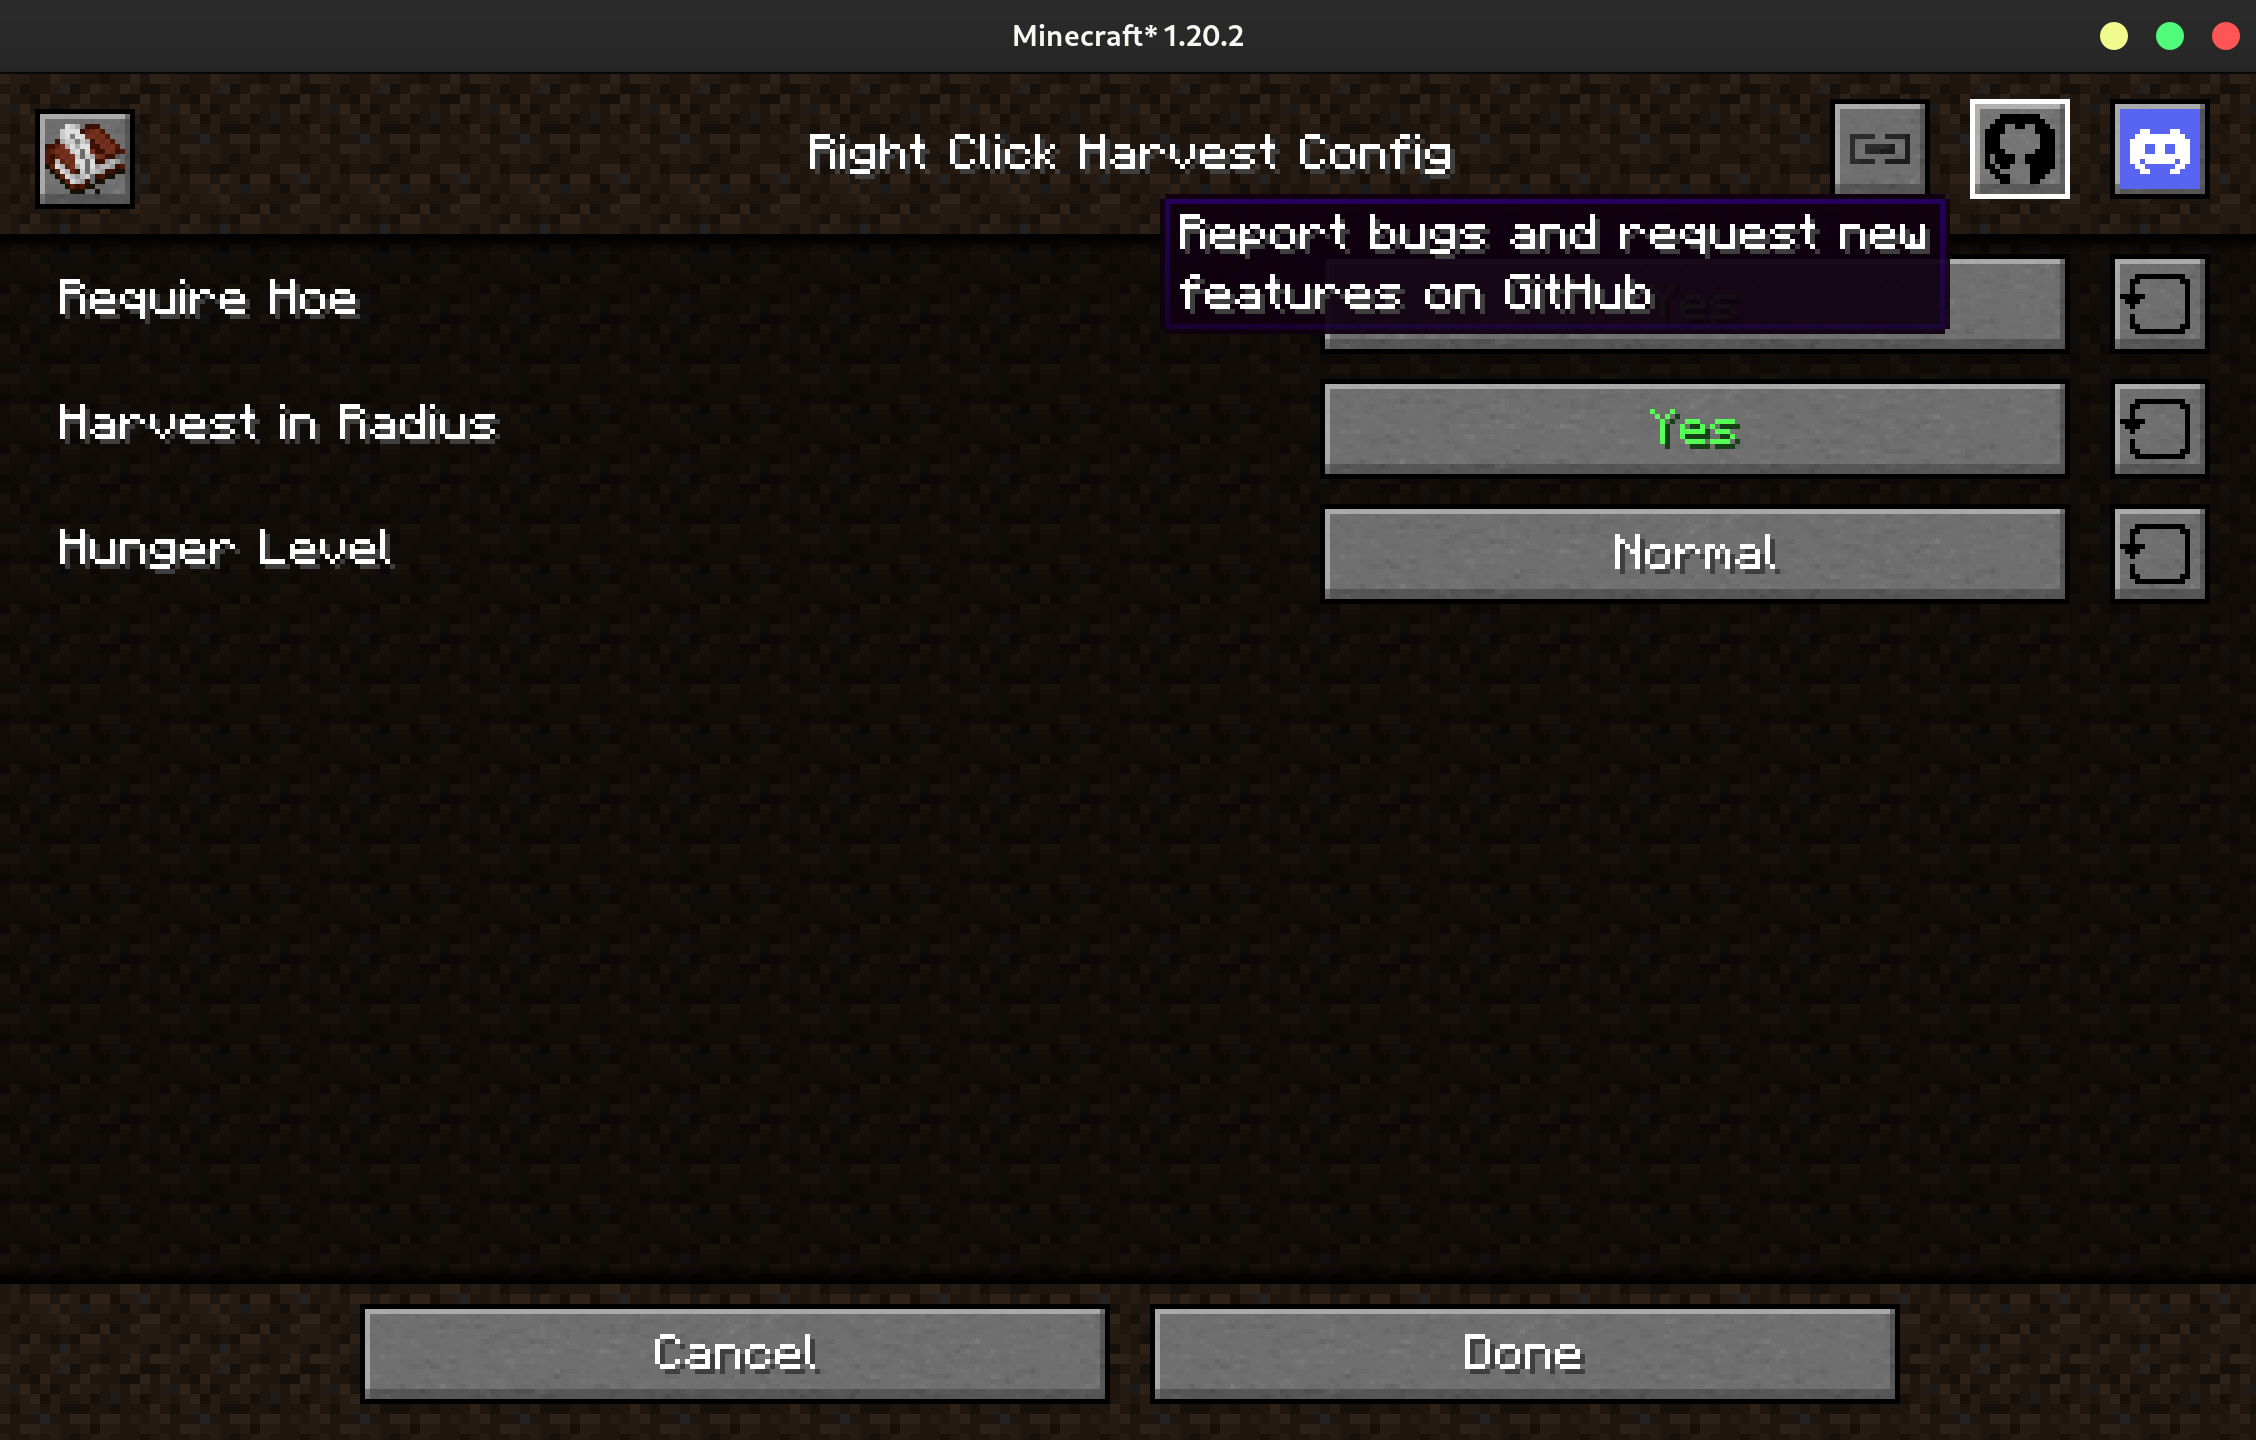 Minecraft* 1.20.2
Right Click Harvest Config
Report bugs and request new
features on GitHub
Require Hoe
Yes
Harvest in Radius
Yes
Hunger Level
Normal
Cancel
Done